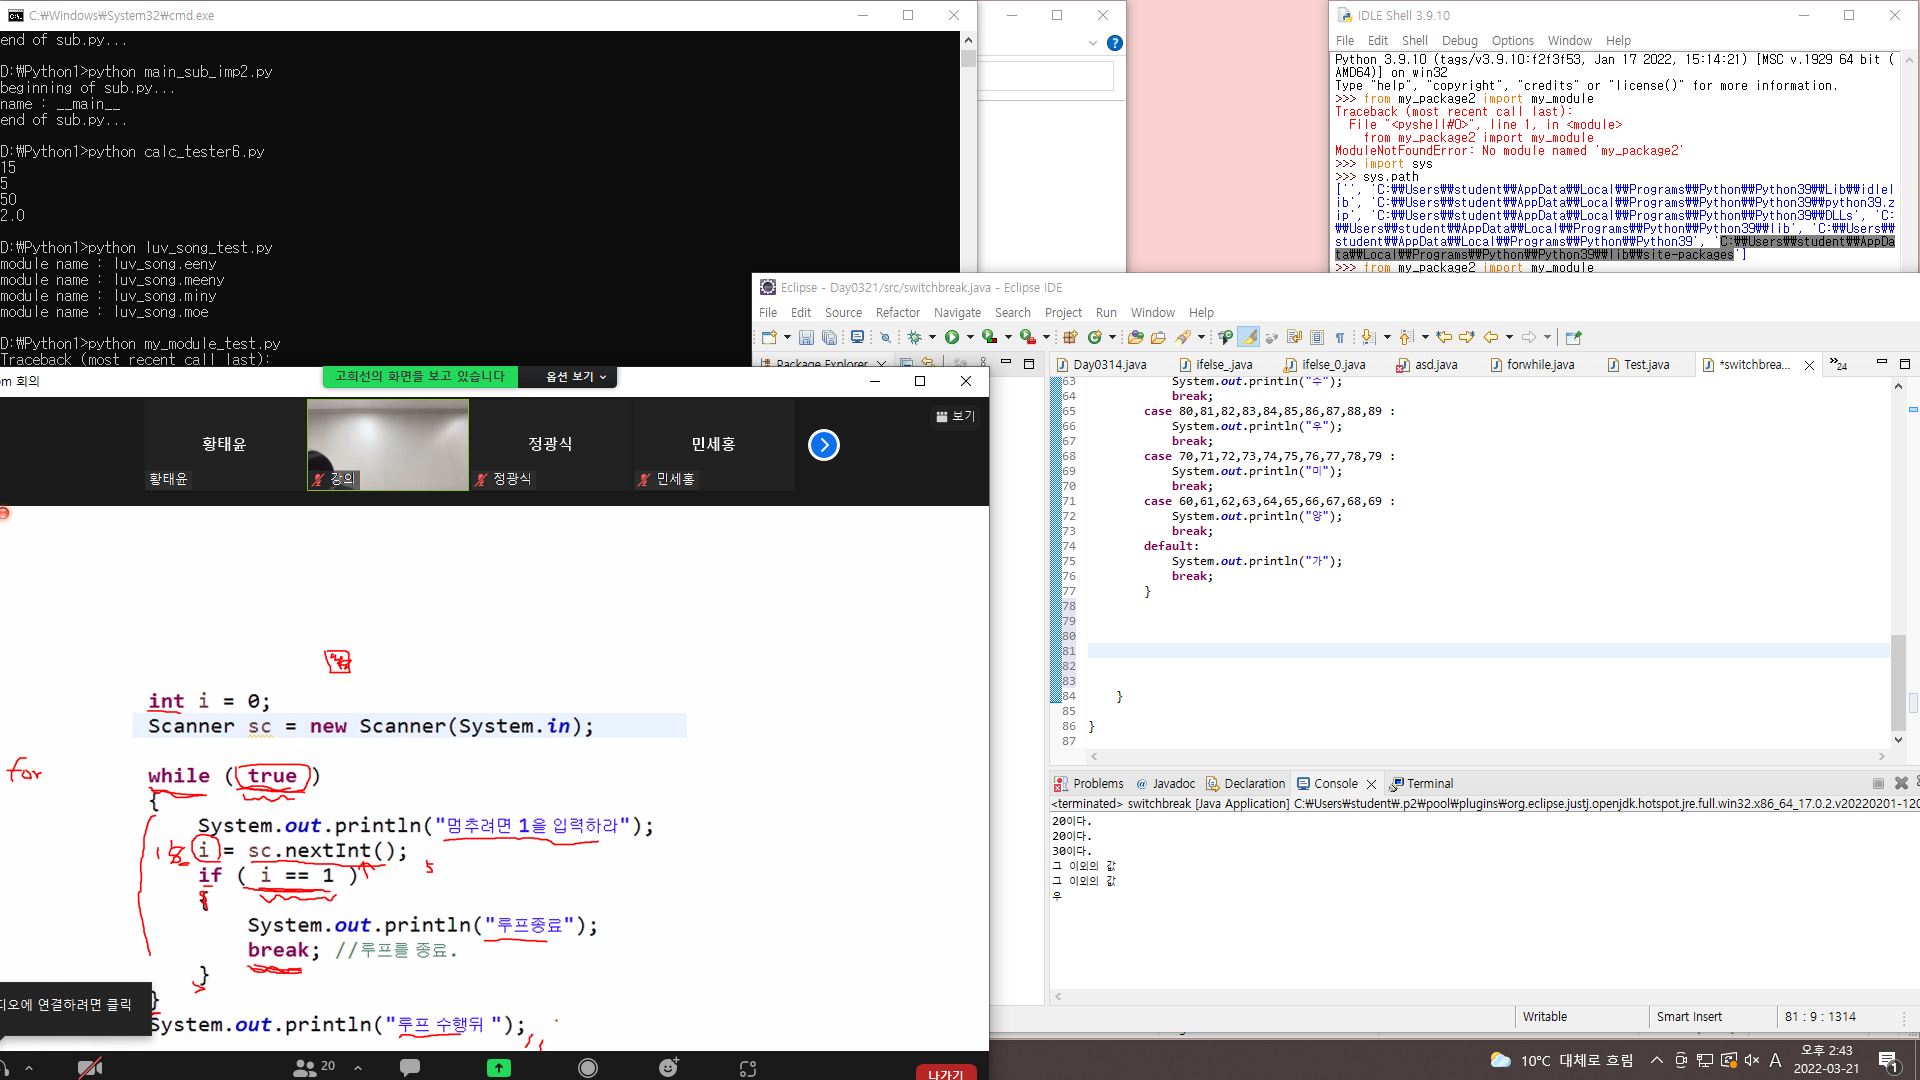 C:₩Windows₩System32₩cmd.exe
end of sub.py...
D:₩Python1>python main_sub_imp2.py
beginning of sub.py...
name : __main__
end of sub.py...
D:₩Python1>python calc_tester6.py
15
5
50
2.0
D:₩Python1>python luv_song_test.py
module name : luv_song.eeny
module name : luv_song.meeny
module name : luv_song.miny
module name : luv_song.moe
D:₩Python1>python my_module_test.py
Traceback (most recent call last):
IDLE Shell 3.9.10
File Edit Shell Debug Options Window Help
Python 3.9.10 (tags/v3.9.10:f2f3f53, Jan 17 2022, 15:14:21) [MSC v.1929 64 bit (
AMD64)] on win32
Type "help", "copyright", "credits" or "license()" for more information.
>>> from my_package2 import my_module
Traceback (most recent call last):
File "<pyshell#0>", line 1, in <module>
from my_package2 import my_module
ModuleNotFoundError: No module named 'my_package2'
>>> import sys
>>> sys.path
['', 'C:₩₩Users₩₩student₩₩AppData₩₩Local₩₩Programs₩₩Python₩₩Python39₩₩Lib₩₩idlel
ib', 'C:₩₩Users₩₩student₩₩AppData₩₩Local₩₩Programs₩₩Python₩₩Python39₩₩python39.z
ip', 'C:₩₩Users₩₩student₩₩AppData₩₩Local₩₩Programs₩₩Python₩₩Python39₩₩DLLs', 'C:
₩₩Users₩₩student₩₩AppData₩₩Local₩₩Programs₩₩Python₩₩Python39₩₩lib', 'C:₩₩Users₩₩
student₩₩AppData₩₩Local₩₩Programs₩₩Python₩₩Python39', 'C:₩₩Users₩₩student₩₩AppDa
ta₩₩Local₩₩Programs₩₩Python₩₩Python39₩₩lib₩₩site-packages']
>>> from my_package2 import my_module
Eclipse - Day0321/src/switchbreak.java - Eclipse IDE
File Edit Source Refactor Navigate Search Project Run Window Help
Package Explorer
Day0314.java ifelse_.java ifelse_0.java asd.java forwhile.java Test.java *switchbrea... 24
63 System.out.println("수");
64 break;
65 case 80,81,82,83,84,85,86,87,88,89 :
66 System.out.println("우");
67 break;
68 case 70,71,72,73,74,75,76,77,78,79 :
69 System.out.println("미");
70 break;
71 case 60,61,62,63,64,65,66,67,68,69 :
72 System.out.println("양");
73 break;
74 default:
75 System.out.println("가");
76 break;
77 }
78
79
80
81
82
83
84 }
85
86 }
87
Problems Javadoc Declaration Console Terminal
<terminated> switchbreak [Java Application] C:₩Users₩student₩.p2₩pool₩plugins₩org.eclipse.justj.openjdk.hotspot.jre.full.win32.x86_64_17.0.2.v20220201-120
20이다.
20이다.
30이다.
그 이외의 값
그 이외의 값
우
Writable Smart Insert 81 : 9 : 1314
om 회의
고희선의 화면을 보고 있습니다 옵션 보기
보기
황태윤 정광식 민세홍
황태윤 강의 정광식 민세홍
int i = 0;
Scanner sc = new Scanner(System.in);
for
while ( true )
{
System.out.println("멈추려면 1을 입력하라");
i = sc.nextInt();
5
if ( i == 1 )
{
System.out.println("루프종료");
break; //루프를 종료.
}
}
System.out.println("루프 수행뒤 ");
디오에 연결하려면 클릭
20
나가기
10°C 대체로 흐림 A 오후 2:43
2022-03-21
1